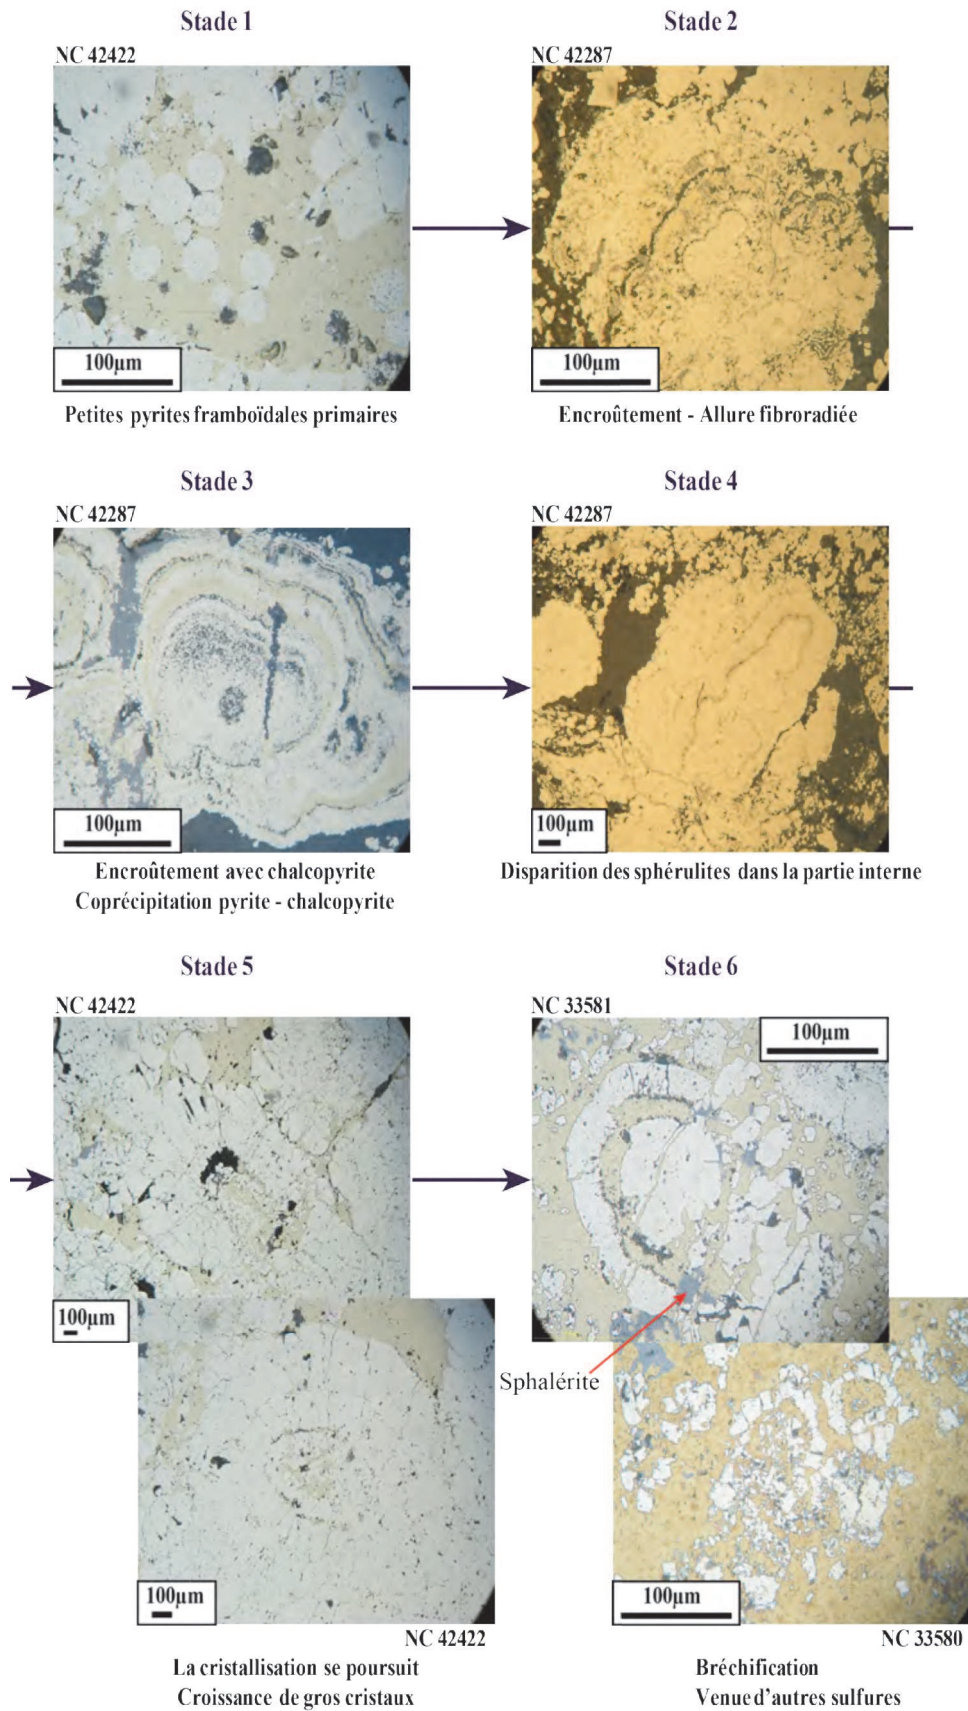 Stade 1
NC 42422
100µm
Petites pyrites framboïdales primaires
Stade 2
NC 42287
100µm
Encroûtement - Allure fibroradiée
Stade 3
NC 42287
100µm
Encroûtement avec chalcopyrite
Coprécipitation pyrite - chalcopyrite
Stade 4
NC 42287
100µm
Disparition des sphérulites dans la partie interne
Stade 5
NC 42422
100µm
100µm
NC 42422
La cristallisation se poursuit
Croissance de gros cristaux
Stade 6
NC 33581
100µm
Sphalérite
100µm
NC 33580
Bréchification
Venue d'autres sulfures